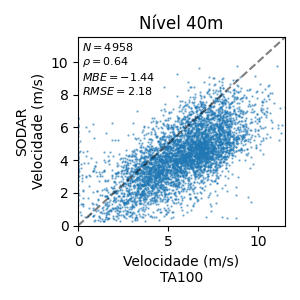 Nível 40m
N = 4958
ρ = 0.64
MBE = −1.44
RMSE = 2.18
SODAR
Velocidade (m/s)
10
8
6
4
2
0
0 5 10
Velocidade (m/s)
TA100